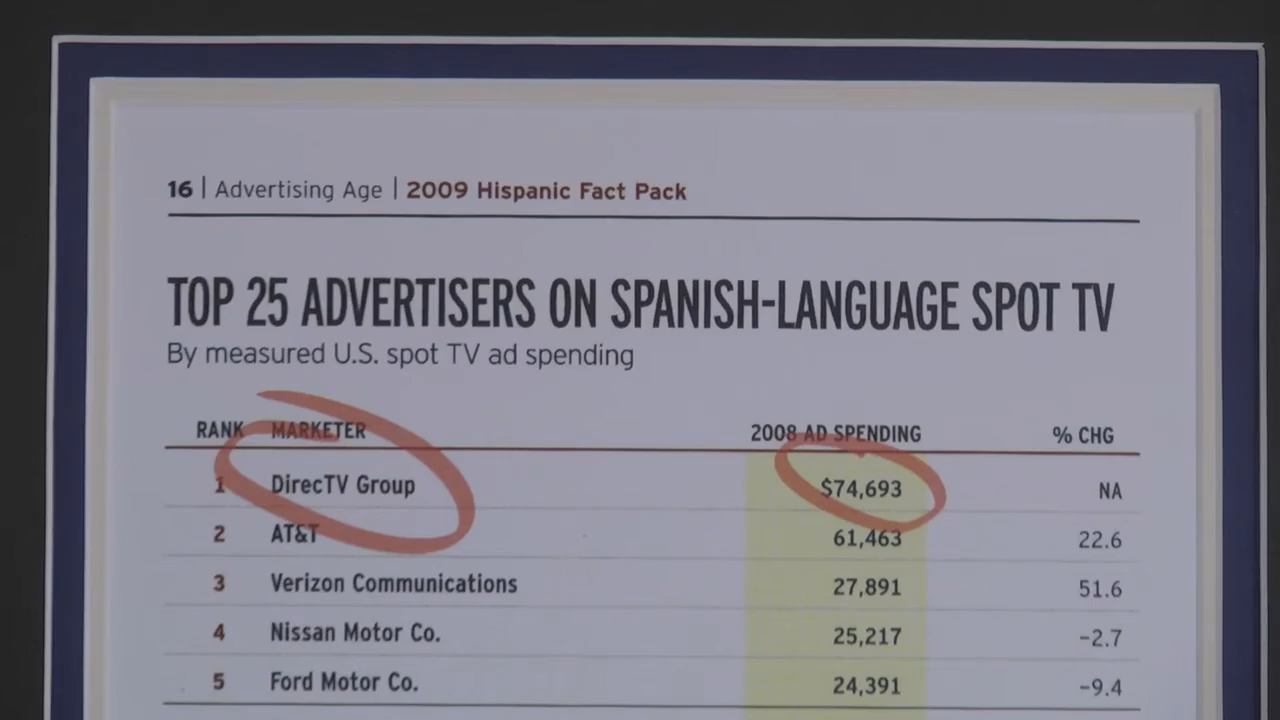 16 | Advertising Age | 2009 Hispanic Fact Pack
TOP 25 ADVERTISERS ON SPANISH-LANGUAGE SPOT TV
By measured U.S. spot TV ad spending
RANK MARKETER 2008 AD SPENDING % CHG
1 DirecTV Group $74,693 NA
2 AT&T 61,463 22.6
3 Verizon Communications 27,891 51.6
4 Nissan Motor Co. 25,217 -2.7
5 Ford Motor Co. 24,391 -9.4